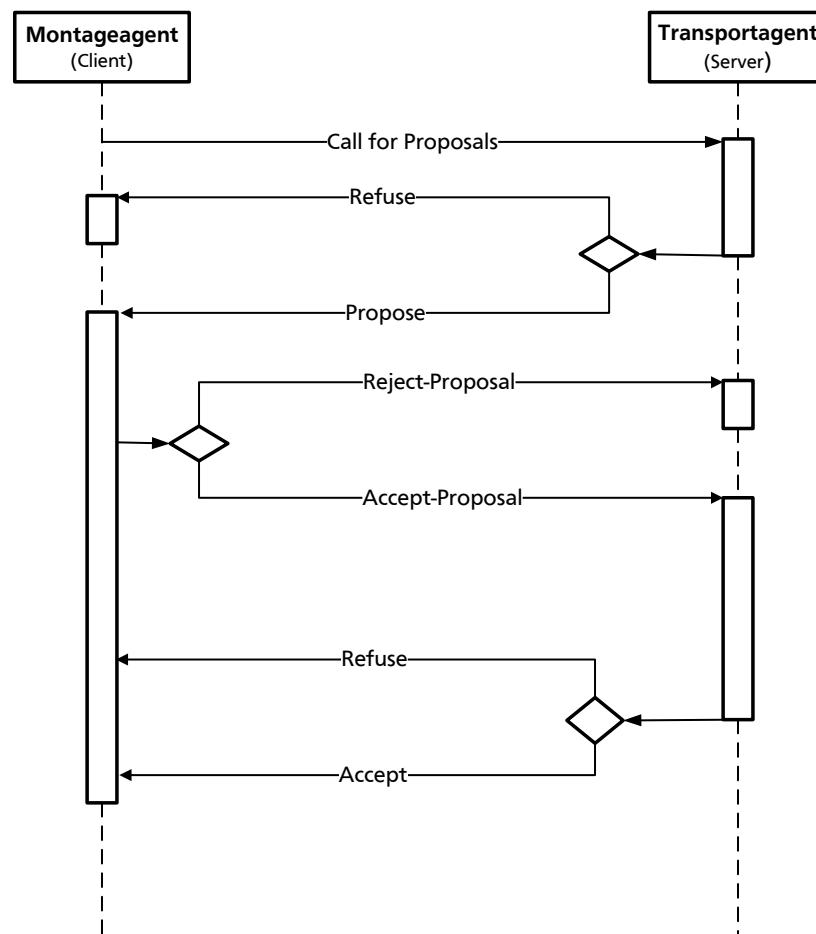 Montageagent
(Client)
Transportagent
(Server)
Call for Proposals
Refuse
Propose
Reject-Proposal
Accept-Proposal
Refuse
Accept